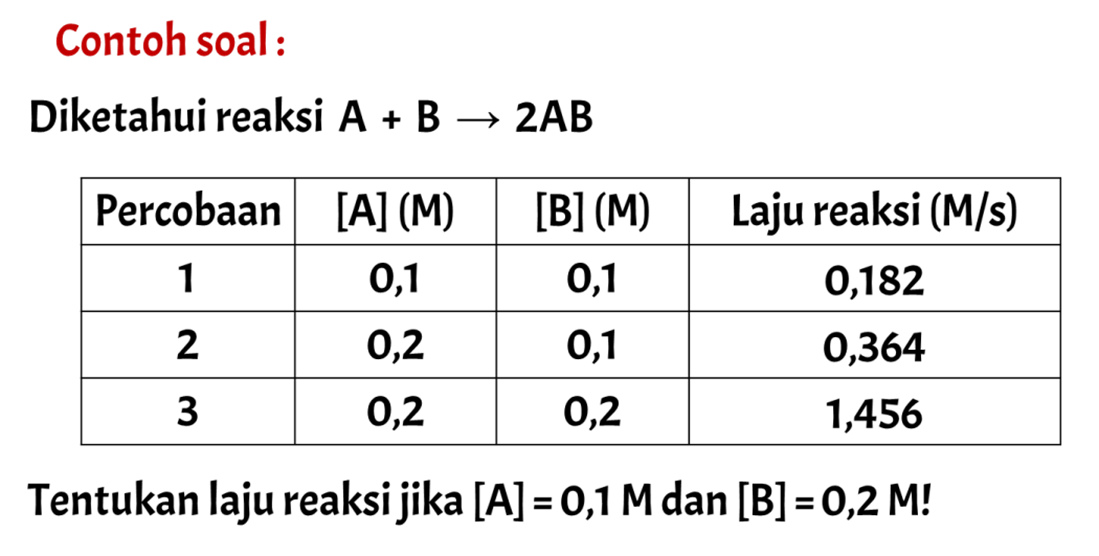 Contoh soal :
Diketahui reaksi A + B → 2AB
Percobaan [A] (M) [B] (M) Laju reaksi (M/s)
1 0,1 0,1 0,182
2 0,2 0,1 0,364
3 0,2 0,2 1,456
Tentukan laju reaksi jika [A] = 0,1 M dan [B] = 0,2 M!